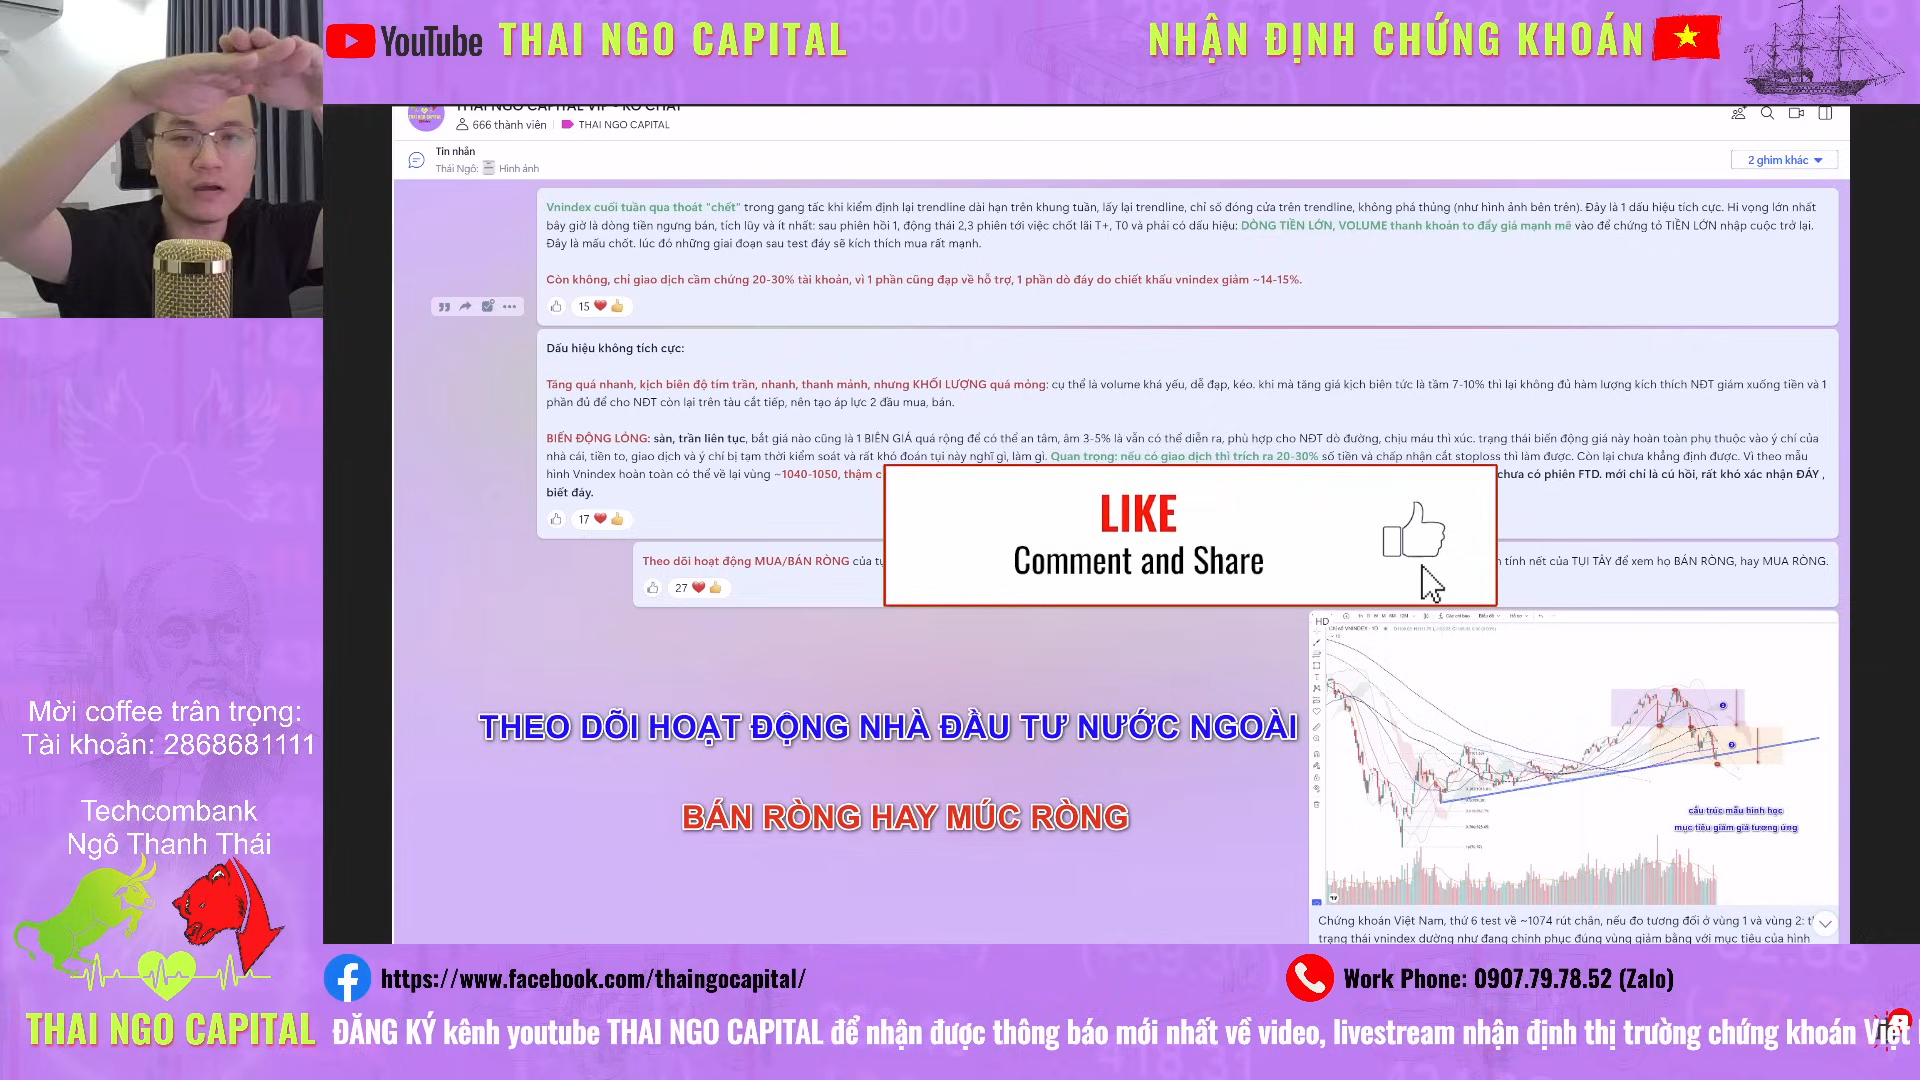 YouTube THAI NGO CAPITAL
NHẬN ĐỊNH CHỨNG KHOÁN
THAI NGO CAPITAL VIP - RO CHAT
666 thành viên THAI NGO CAPITAL
Tin nhắn
Thái Ngô: Hình ảnh
2 ghim khác
Vnindex cuối tuần qua thoát "chết" trong gang tấc khi kiểm định lại trendline dài hạn trên khung tuần, lấy lại trendline, chỉ số đóng cửa trên trendline, không phá thủng (như hình ảnh bên trên). Đây là 1 dấu hiệu tích cực. Hi vọng lớn nhất
bây giờ là dòng tiền ngưng bán, tích lũy và ít nhất: sau phiên hồi 1, động thái 2,3 phiên tới việc chốt lãi T+, T0 và phải có dấu hiệu: DÒNG TIỀN LỚN, VOLUME thanh khoản to đẩy giá mạnh mẽ vào để chứng tỏ TIỀN LỚN nhập cuộc trở lại.
Đây là mấu chốt. lúc đó những giai đoạn sau test đáy sẽ kích thích mua rất mạnh.
Còn không, chỉ giao dịch cầm chứng 20-30% tài khoản, vì 1 phần cũng đạp về hỗ trợ, 1 phần dò đáy do chiết khấu vnindex giảm ~14-15%.
15
Dấu hiệu không tích cực:
Tăng quá nhanh, kịch biên độ tím trần, nhanh, thanh mảnh, nhưng KHỐI LƯỢNG quá mỏng: cụ thể là volume khá yếu, dễ đạp, kéo. khi mà tăng giá kịch biên tức là tầm 7-10% thì lại không đủ hàm lượng kích thích NĐT giám xuống tiền và 1
phần đủ để cho NĐT còn lại trên tàu cắt tiếp, nên tạo áp lực 2 đầu mua, bán.
BIẾN ĐỘNG LỎNG: sàn, trần liên tục, bắt giá nào cũng là 1 BIÊN GIÁ quá rộng để có thể an tâm, âm 3-5% là vẫn có thể diễn ra, phù hợp cho NĐT dò đường, chịu máu thì xúc. trạng thái biến động giá này hoàn toàn phụ thuộc vào ý chí của
nhà cái, tiền to, giao dịch và ý chí bị tạm thời kiểm soát và rất khó đoán tụi này nghĩ gì, làm gì. Quan trọng: nếu có giao dịch thì trích ra 20-30% số tiền và chấp nhận cắt stoploss thì làm được. Còn lại chưa khẳng định được. Vì theo mẫu
hình Vnindex hoàn toàn có thể về lại vùng ~1040-1050, thậm c chưa có phiên FTD. mới chỉ là cú hồi, rất khó xác nhận ĐÁY ,
biết đáy.
17
LIKE
Comment and Share
Theo dõi hoạt động MUA/BÁN RÒNG của tụ n tính nết của TỤI TÂY để xem họ BÁN RÒNG, hay MUA RÒNG.
27
HD
THEO DÕI HOẠT ĐỘNG NHÀ ĐẦU TƯ NƯỚC NGOÀI
BÁN RÒNG HAY MÚC RÒNG
cấu trúc mẫu hình học
mục tiêu giảm giá tương ứng
Chứng khoán Việt Nam, thứ 6 test về ~1074 rút chân, nếu đo tương đối ở vùng 1 và vùng 2:
trạng thái vnindex dường như đang chinh phục đúng vùng giảm bằng với mục tiêu của hình
Mời coffee trân trọng:
Tài khoản: 2868681111
Techcombank
Ngô Thanh Thái
THAI NGO CAPITAL
https://www.facebook.com/thaingocapital/
Work Phone: 0907.79.78.52 (Zalo)
ĐĂNG KÝ kênh youtube THAI NGO CAPITAL để nhận được thông báo mới nhất về video, livestream nhận định thị trường chứng khoán Việt